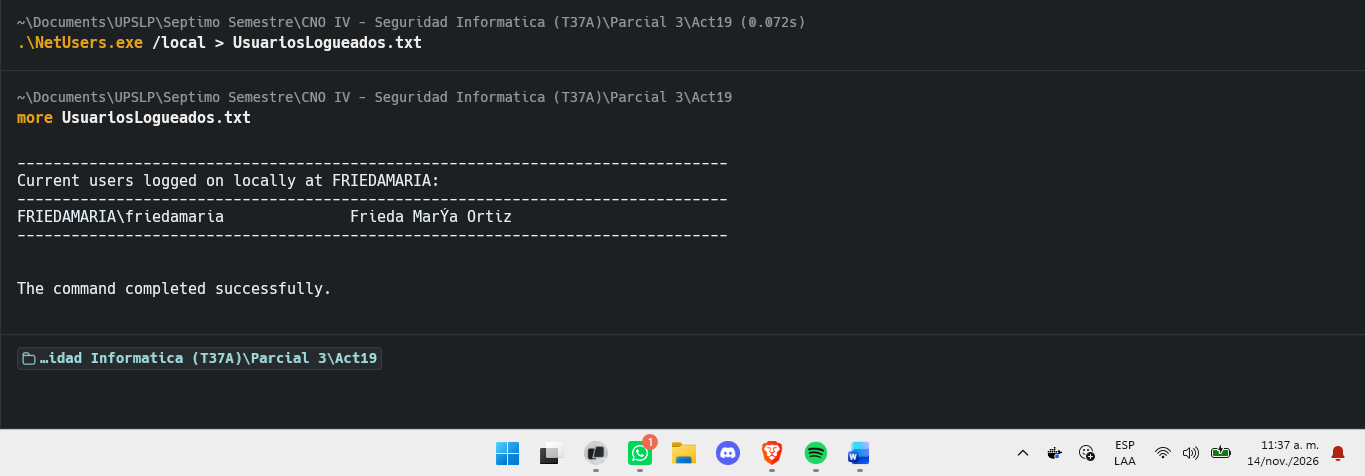 ~\Documents\UPSLP\Septimo Semestre\CNO IV - Seguridad Informatica (T37A)\Parcial 3\Act19 (0.072s)
.\NetUsers.exe /local > UsuariosLogueados.txt
~\Documents\UPSLP\Septimo Semestre\CNO IV - Seguridad Informatica (T37A)\Parcial 3\Act19
more UsuariosLogueados.txt
-------------------------------------------------------------------------------
Current users logged on locally at FRIEDAMARIA:
-------------------------------------------------------------------------------
FRIEDAMARIA\friedamaria              Frieda MarÝa Ortiz
-------------------------------------------------------------------------------
The command completed successfully.
…idad Informatica (T37A)\Parcial 3\Act19
1
W
ESP
LAA
11:37 a. m.
14/nov./2026